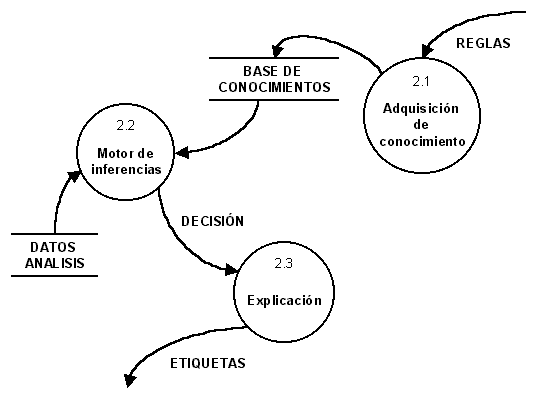 REGLAS
BASE DE
CONOCIMIENTOS
2.1
Adquisición
de
conocimiento
2.2
Motor de
inferencias
DECISIÓN
DATOS
ANALISIS
2.3
Explicación
ETIQUETAS